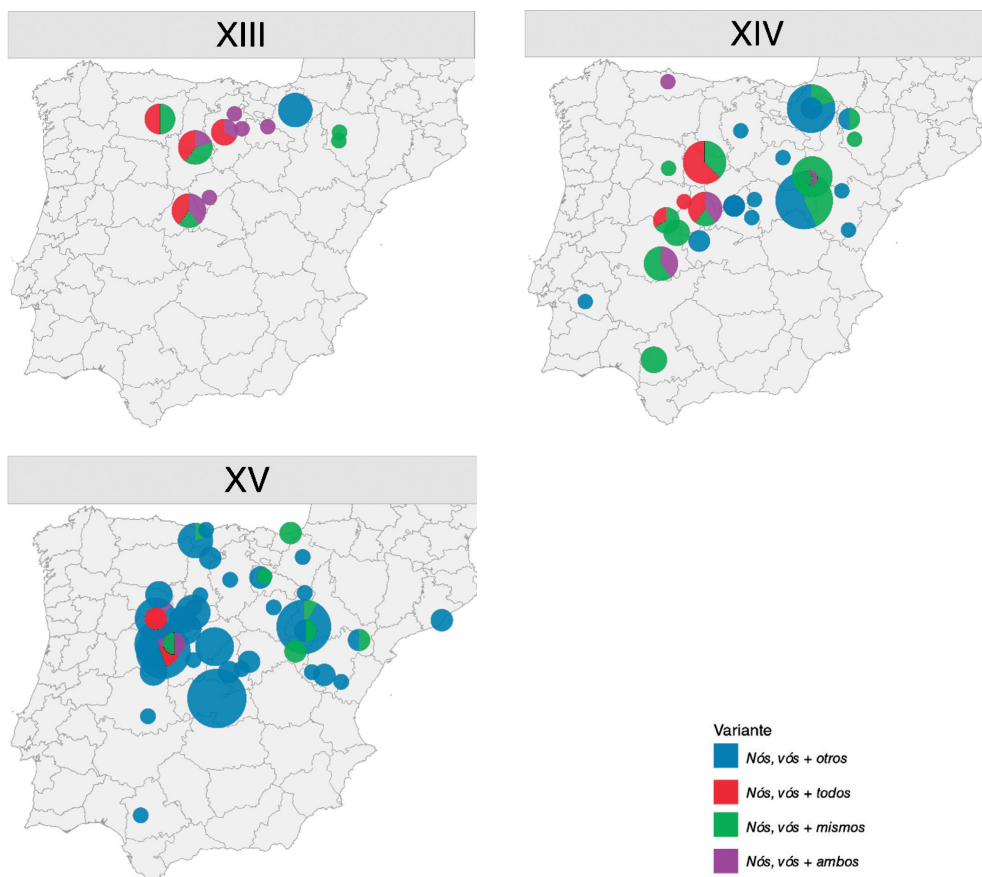 XIII
XIV
XV
Variante
Nós, vós + otros
Nós, vós + todos
Nós, vós + mismos
Nós, vós + ambos